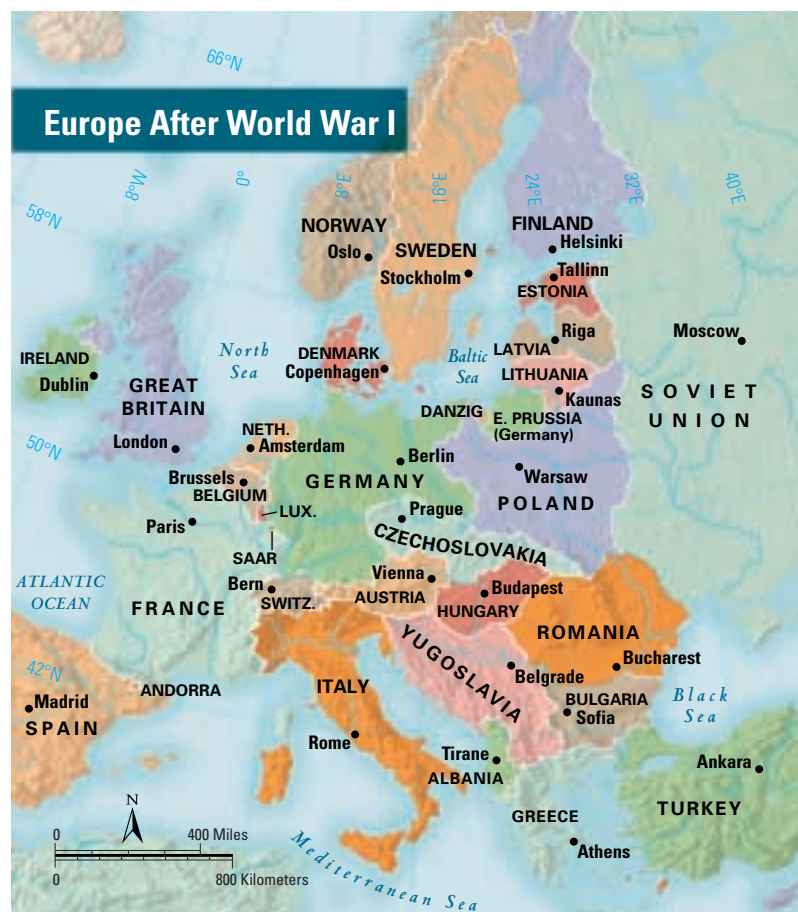 66°N
Europe After World War I
8°W
0°
8°E
16°E
24°E
32°E
40°E
58°N
NORWAY
Oslo
SWEDEN
Stockholm
FINLAND
Helsinki
Tallinn
ESTONIA
Riga
LATVIA
Moscow
North
Sea
Baltic
Sea
DENMARK
Copenhagen
LITHUANIA
Kaunas
IRELAND
Dublin
GREAT
BRITAIN
SOVIET
UNION
DANZIG
E. PRUSSIA
(Germany)
50°N
London
NETH.
Amsterdam
Berlin
Warsaw
Brussels
BELGIUM
GERMANY
POLAND
LUX.
Prague
Paris
CZECHOSLOVAKIA
SAAR
ATLANTIC
OCEAN
Bern
SWITZ.
Vienna
AUSTRIA
Budapest
HUNGARY
FRANCE
ROMANIA
Bucharest
YUGOSLAVIA
Belgrade
42°N
Madrid
SPAIN
ANDORRA
ITALY
Rome
BULGARIA
Sofia
Black
Sea
Tirane
ALBANIA
Ankara
TURKEY
GREECE
Athens
N
0
400 Miles
0
800 Kilometers
Mediterranean Sea